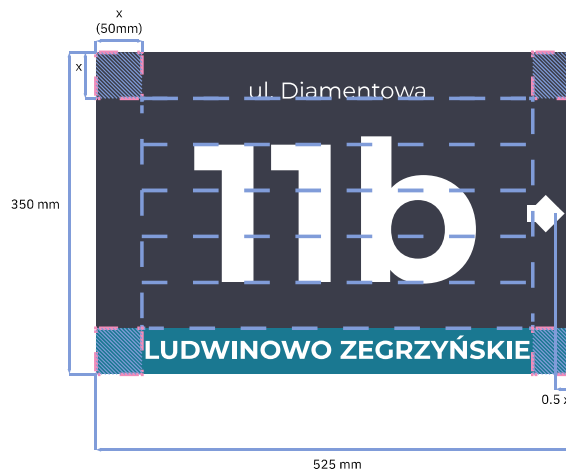 x
(50mm)
x
ul. Diamentowa
11b
350 mm
LUDWINOWO ZEGRZYŃSKIE
0.5 x
525 mm